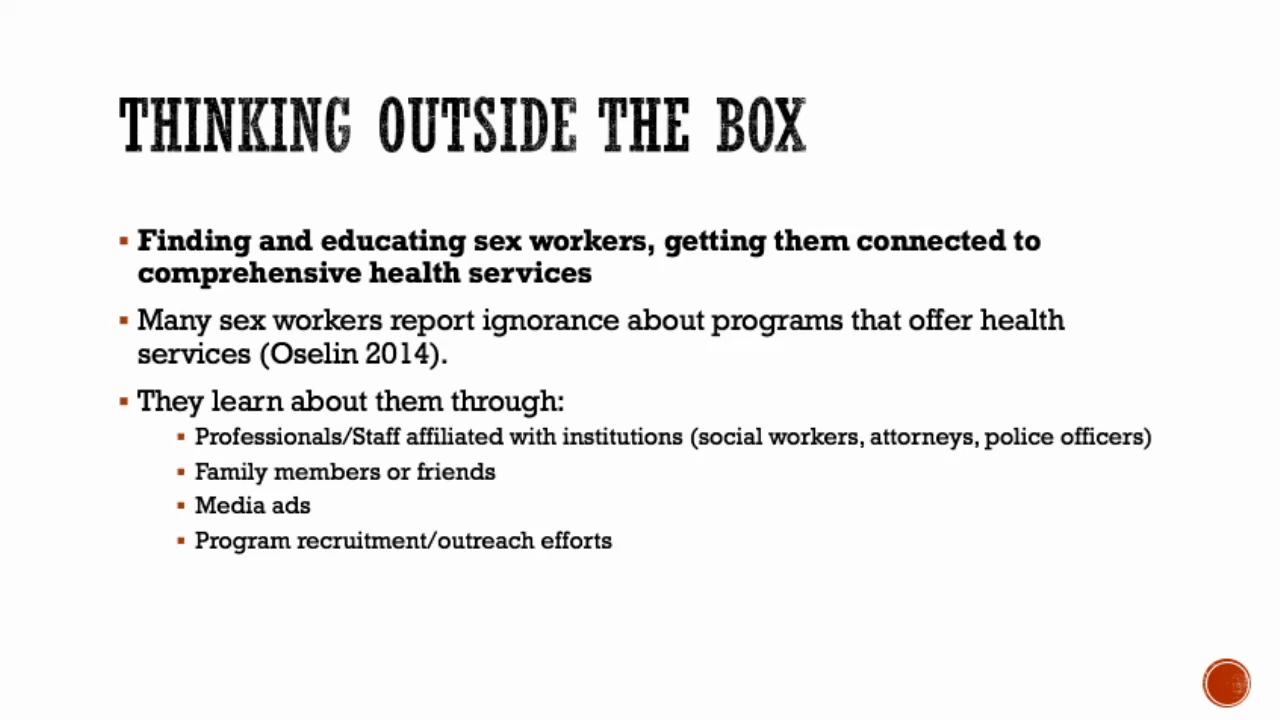 THINKING OUTSIDE THE BOX
▪ Finding and educating sex workers, getting them connected to
comprehensive health services
▪ Many sex workers report ignorance about programs that offer health
services (Oselin 2014).
▪ They learn about them through:
▪ Professionals/Staff affiliated with institutions (social workers, attorneys, police officers)
▪ Family members or friends
▪ Media ads
▪ Program recruitment/outreach efforts